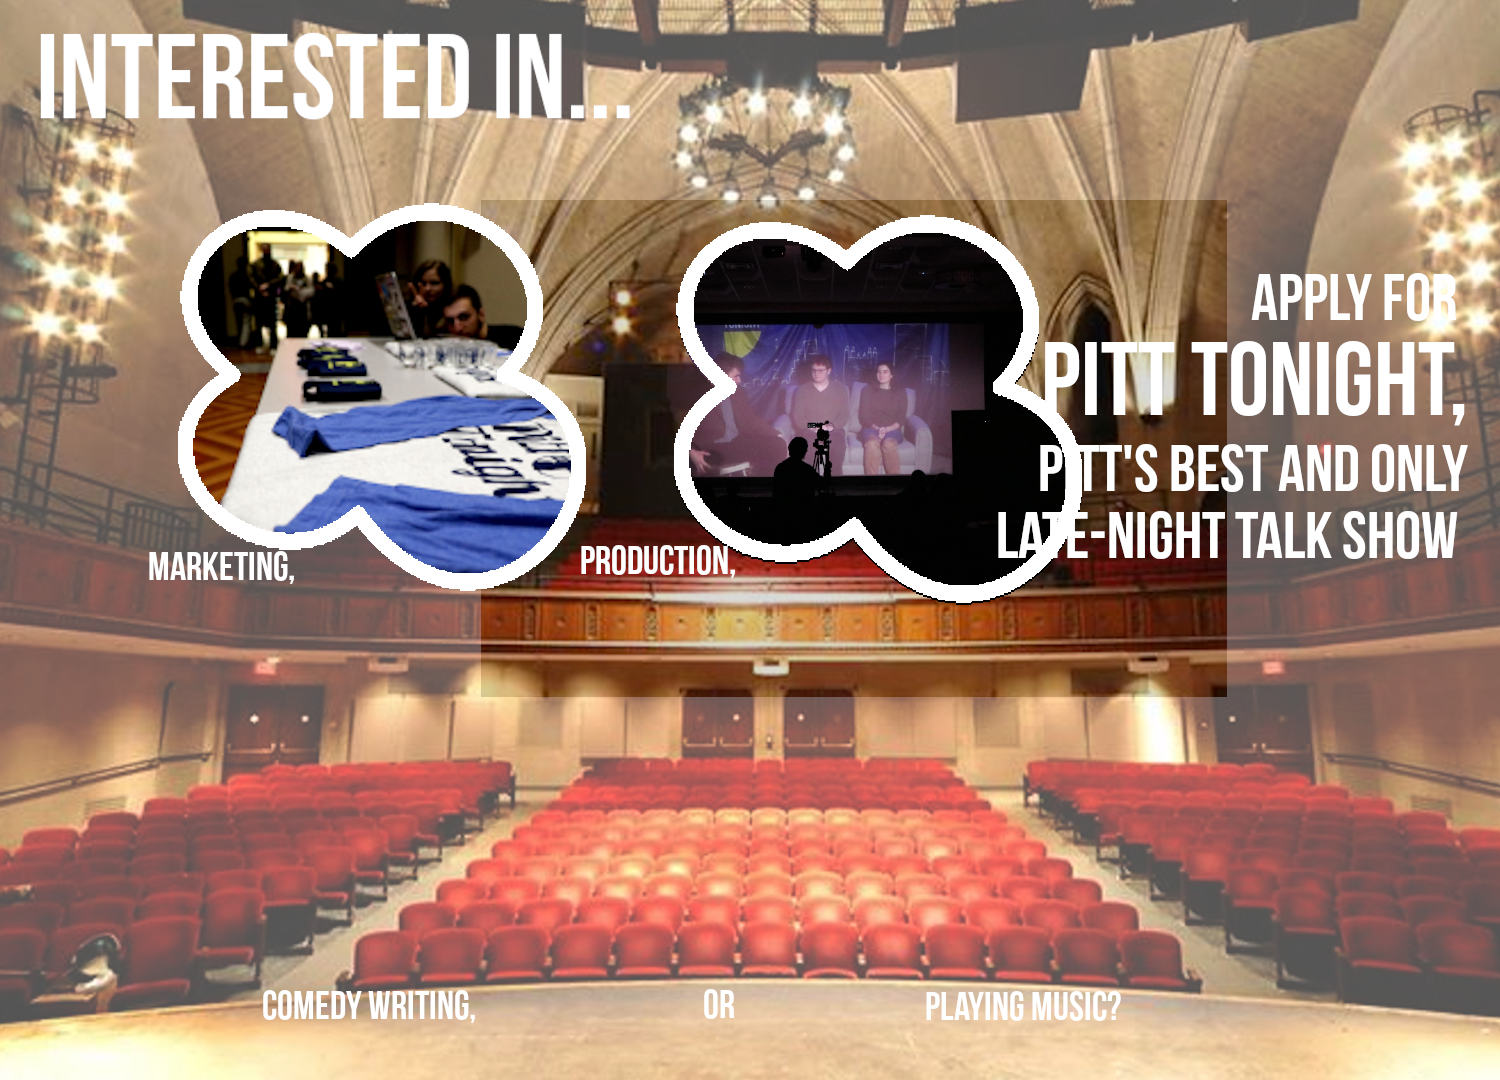 INTERESTED IN...
MARKETING,
PRODUCTION,
APPLY FOR
PITT TONIGHT,
PITT'S BEST AND ONLY
LATE-NIGHT TALK SHOW
COMEDY WRITING,
OR
PLAYING MUSIC?